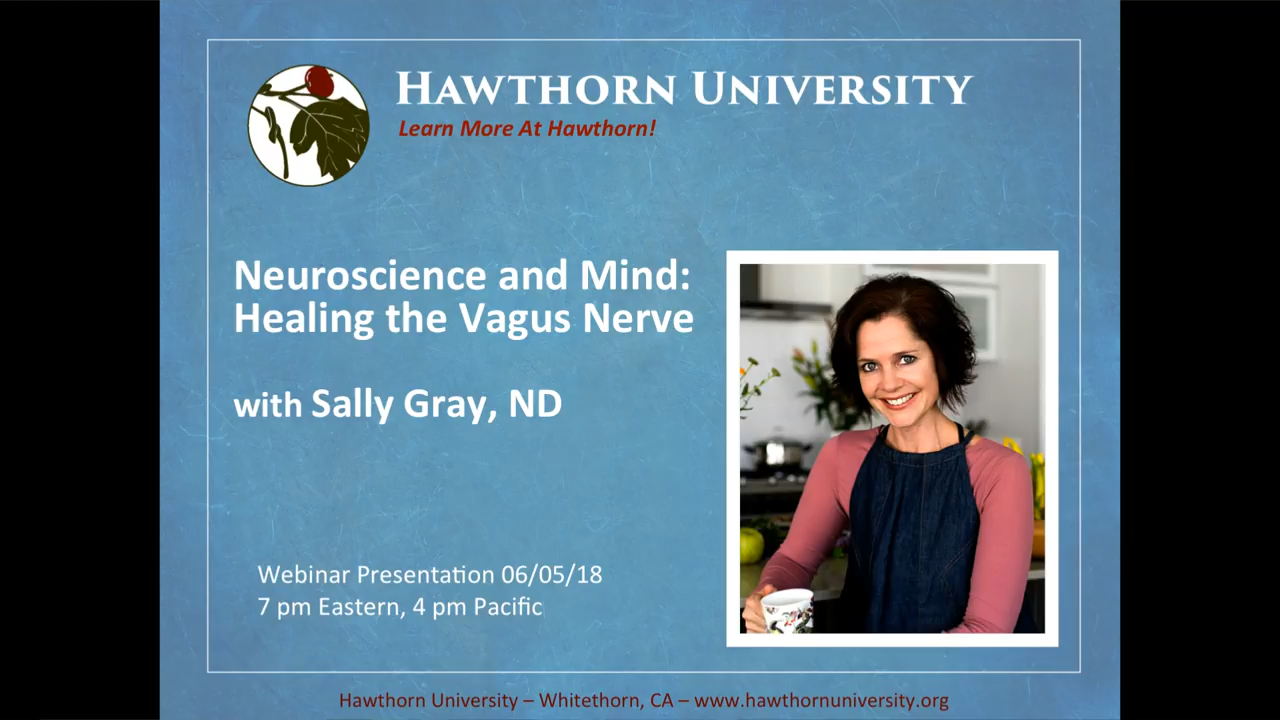 HAWTHORN UNIVERSITY
Learn More At Hawthorn!
Neuroscience and Mind:
Healing the Vagus Nerve
with Sally Gray, ND
Webinar Presentation 06/05/18
7 pm Eastern, 4 pm Pacific
Hawthorn University – Whitethorn, CA – www.hawthornuniversity.org